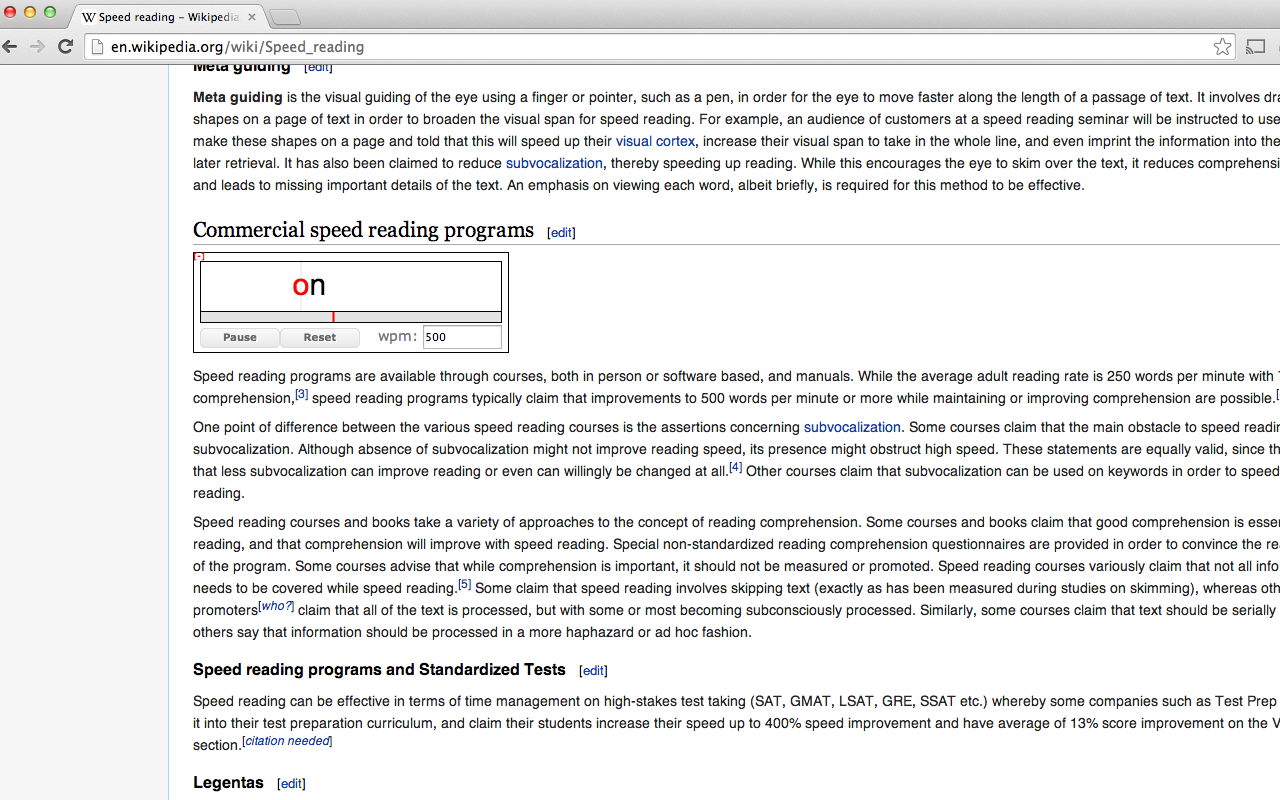 Speed reading – Wikipedia
en.wikipedia.org/wiki/Speed_reading
Meta guiding [edit]
Meta guiding is the visual guiding of the eye using a finger or pointer, such as a pen, in order for the eye to move faster along the length of a passage of text. It involves dra
shapes on a page of text in order to broaden the visual span for speed reading. For example, an audience of customers at a speed reading seminar will be instructed to use
make these shapes on a page and told that this will speed up their visual cortex, increase their visual span to take in the whole line, and even imprint the information into the
later retrieval. It has also been claimed to reduce subvocalization, thereby speeding up reading. While this encourages the eye to skim over the text, it reduces comprehensi
and leads to missing important details of the text. An emphasis on viewing each word, albeit briefly, is required for this method to be effective.
Commercial speed reading programs [edit]
[-]
on
Pause Reset wpm: 500
Speed reading programs are available through courses, both in person or software based, and manuals. While the average adult reading rate is 250 words per minute with
comprehension,[3] speed reading programs typically claim that improvements to 500 words per minute or more while maintaining or improving comprehension are possible.[
One point of difference between the various speed reading courses is the assertions concerning subvocalization. Some courses claim that the main obstacle to speed readin
subvocalization. Although absence of subvocalization might not improve reading speed, its presence might obstruct high speed. These statements are equally valid, since th
that less subvocalization can improve reading or even can willingly be changed at all.[4] Other courses claim that subvocalization can be used on keywords in order to speed
reading.
Speed reading courses and books take a variety of approaches to the concept of reading comprehension. Some courses and books claim that good comprehension is esser
reading, and that comprehension will improve with speed reading. Special non-standardized reading comprehension questionnaires are provided in order to convince the rea
of the program. Some courses advise that while comprehension is important, it should not be measured or promoted. Speed reading courses variously claim that not all info
needs to be covered while speed reading.[5] Some claim that speed reading involves skipping text (exactly as has been measured during studies on skimming), whereas oth
promoters[who?] claim that all of the text is processed, but with some or most becoming subconsciously processed. Similarly, some courses claim that text should be serially
others say that information should be processed in a more haphazard or ad hoc fashion.
Speed reading programs and Standardized Tests [edit]
Speed reading can be effective in terms of time management on high-stakes test taking (SAT, GMAT, LSAT, GRE, SSAT etc.) whereby some companies such as Test Prep
it into their test preparation curriculum, and claim their students increase their speed up to 400% speed improvement and have average of 13% score improvement on the V
section.[citation needed]
Legentas [edit]